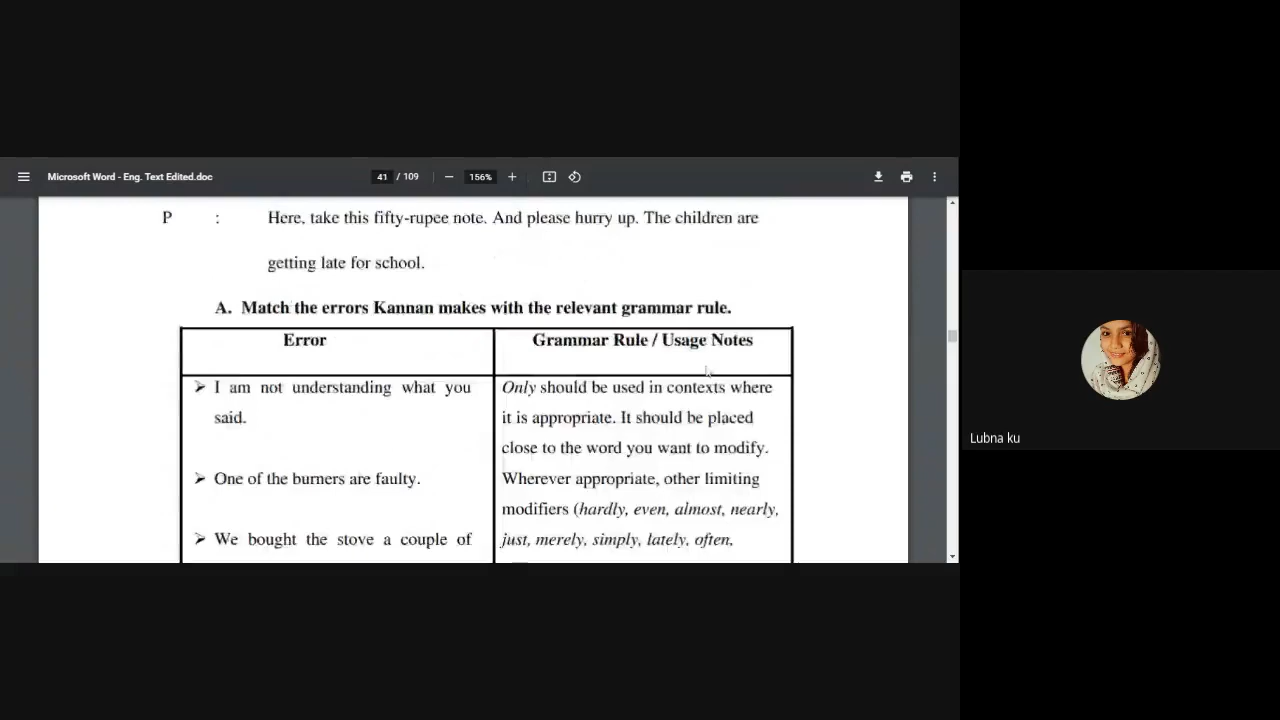 Microsoft Word - Eng. Text Edited.doc
41 / 109
156%
P : Here, take this fifty-rupee note. And please hurry up. The children are
getting late for school.
A. Match the errors Kannan makes with the relevant grammar rule.
Error
Grammar Rule / Usage Notes
➢ I am not understanding what you
said.
➢ One of the burners are faulty.
➢ We bought the stove a couple of
Only should be used in contexts where
it is appropriate. It should be placed
close to the word you want to modify.
Wherever appropriate, other limiting
modifiers (hardly, even, almost, nearly,
just, merely, simply, lately, often,
Lubna ku